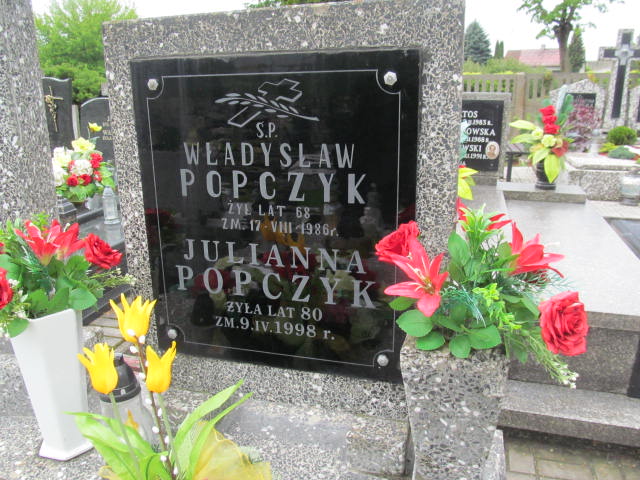 Ś.P.
WŁADYSŁAW
POPCZYK
ŻYŁ LAT 68
ZM. 17·VIII·1986r.
JULIANNA
POPCZYK
ŻYŁA LAT 80
ZM. 9.IV.1998 r.